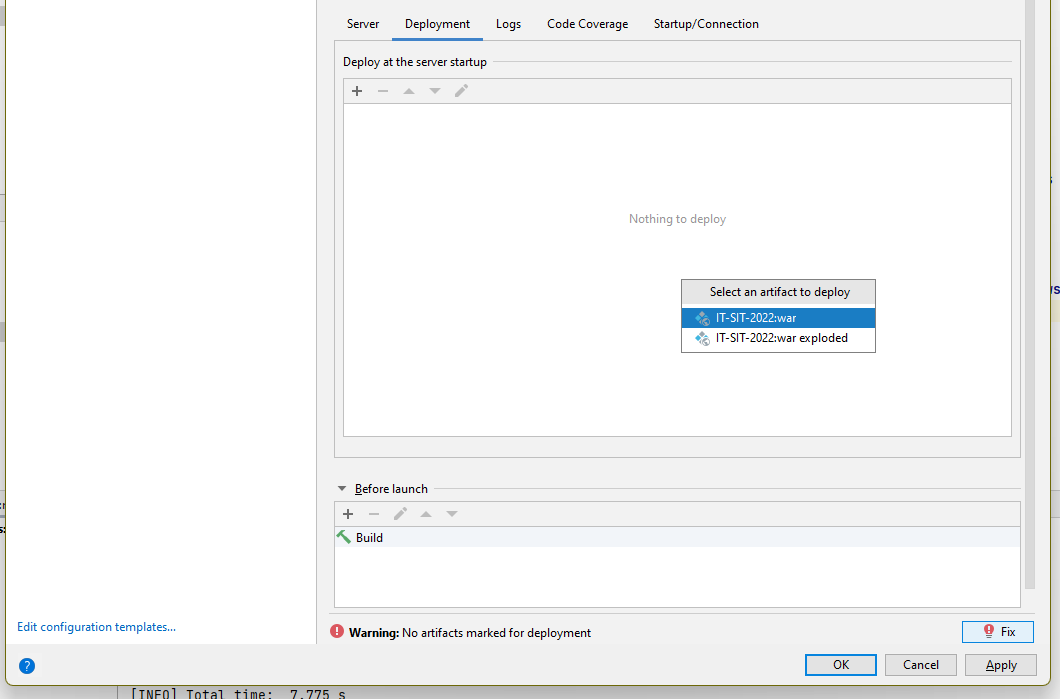 Server Deployment Logs Code Coverage Startup/Connection
Deploy at the server startup
Nothing to deploy
Select an artifact to deploy
IT-SIT-2022:war
IT-SIT-2022:war exploded
Before launch
Build
Edit configuration templates...
Warning: No artifacts marked for deployment
Fix
?
OK Cancel Apply
[INFO] Total time: 7.775 s